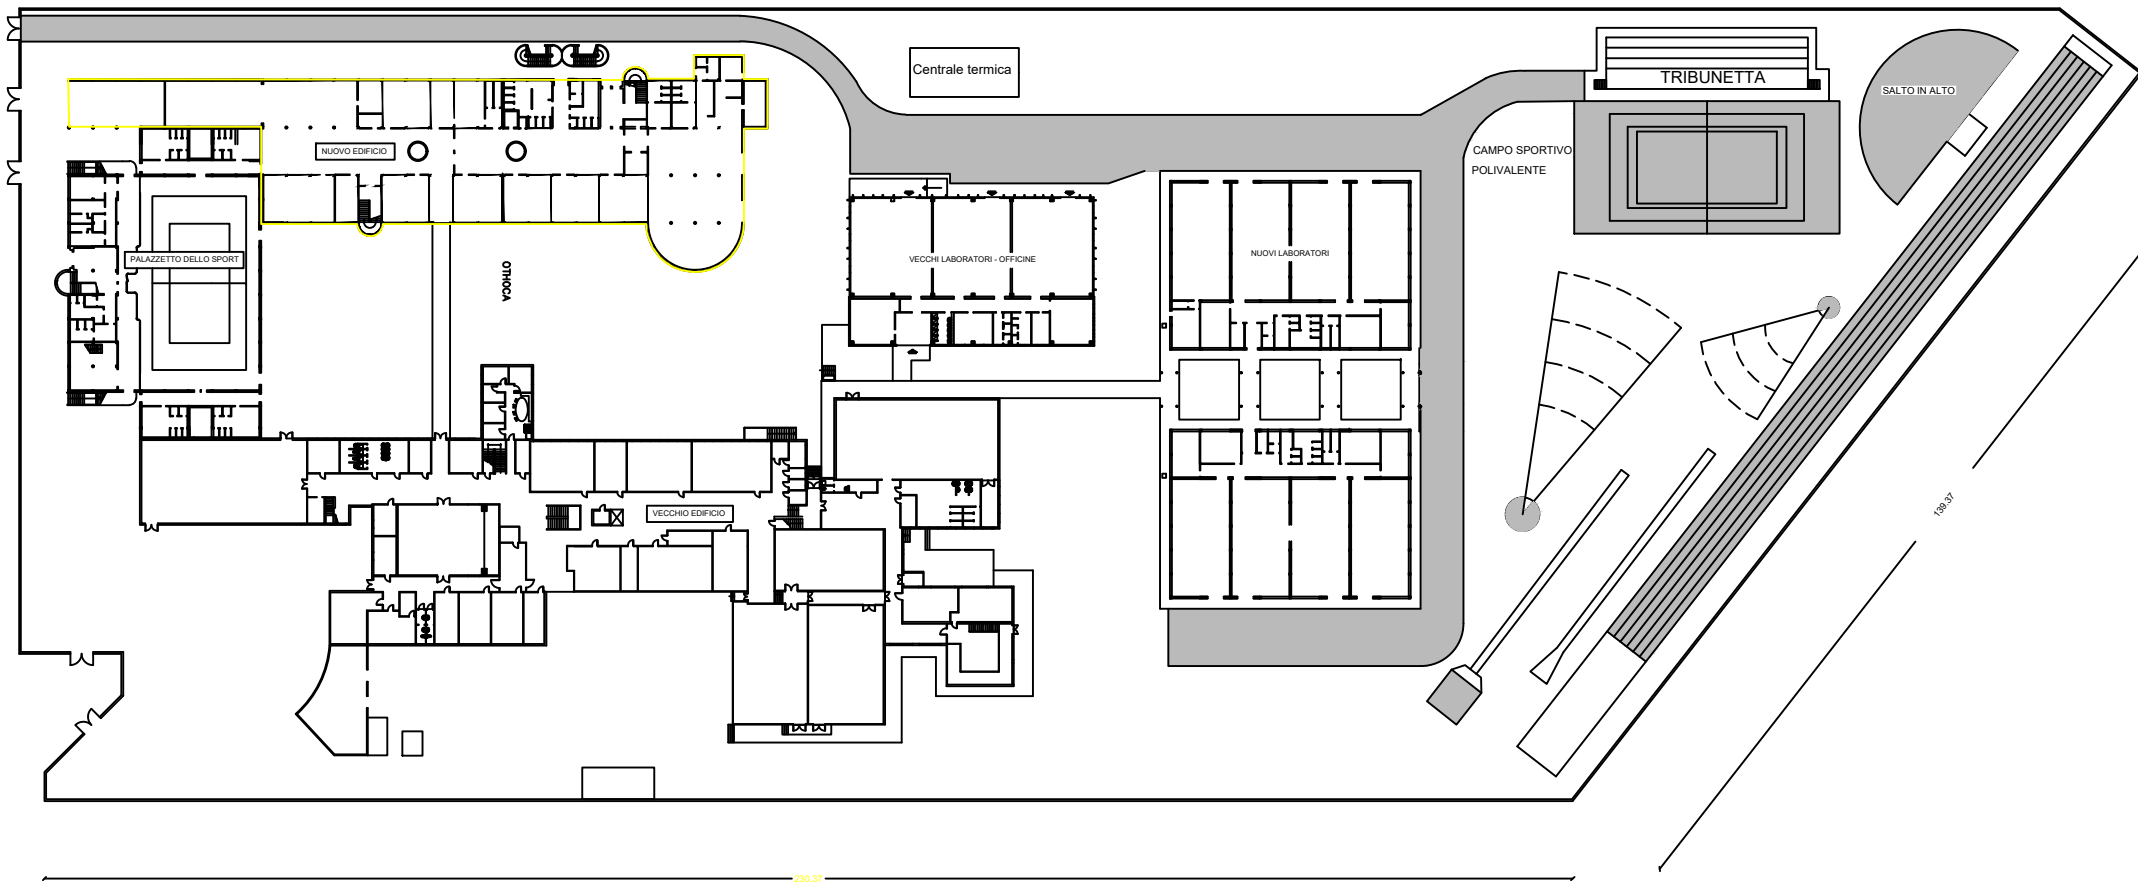 Centrale termica
TRIBUNETTA
SALTO IN ALTO
NUOVO EDIFICIO
CAMPO SPORTIVO
POLIVALENTE
PALAZZETTO DELLO SPORT
OTHOCA
VECCHI LABORATORI - OFFICINE
NUOVI LABORATORI
VECCHIO EDIFICIO
139.37